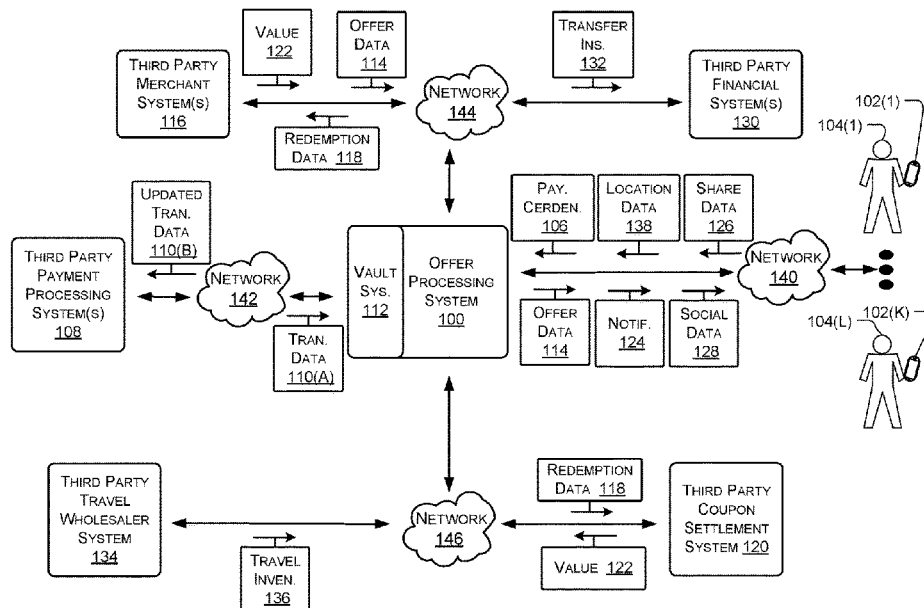 VALUE
122
OFFER
DATA
114
TRANSFER
INS.
132
THIRD PARTY
MERCHANT
SYSTEM(S)
116
NETWORK
144
THIRD PARTY
FINANCIAL
SYSTEM(S)
130
REDEMPTION
DATA 118
102(1)
104(1)
UPDATED
TRAN.
DATA
110(B)
PAY.
CERDEN.
106
LOCATION
DATA
138
SHARE
DATA
126
THIRD PARTY
PAYMENT
PROCESSING
SYSTEM(S)
108
NETWORK
142
VAULT
SYS.
112
OFFER
PROCESSING
SYSTEM
100
NETWORK
140
TRAN.
DATA
110(A)
OFFER
DATA
114
NOTIF.
124
SOCIAL
DATA
128
102(K)
104(L)
THIRD PARTY
TRAVEL
WHOLESALER
SYSTEM
134
NETWORK
146
REDEMPTION
DATA 118
THIRD PARTY
COUPON
SETTLEMENT
SYSTEM 120
TRAVEL
INVEN.
136
VALUE 122